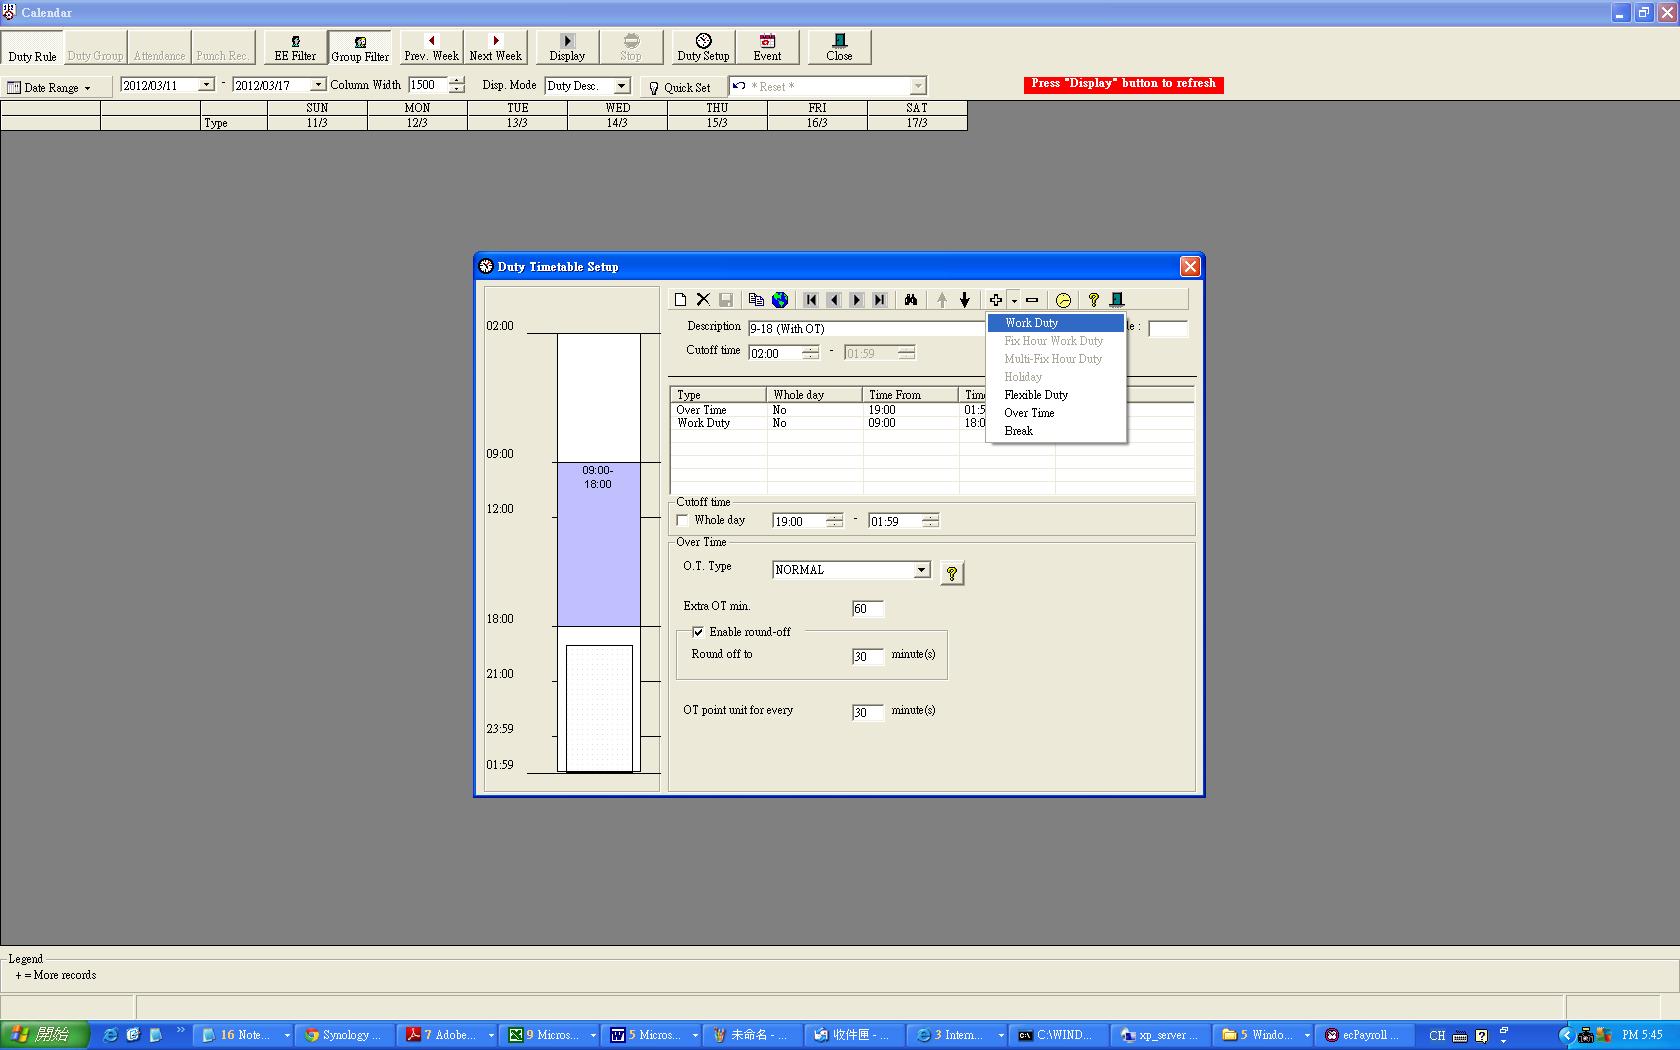 Calendar
Duty Rule Duty Group Attendance Punch Rec. EE Filter Group Filter Prev. Week Next Week Display Stop Duty Setup Event Close
Date Range 2012/03/11 - 2012/03/17 Column Width 1500 Disp. Mode Duty Desc. Quick Set * Reset * Press "Display" button to refresh
SUN MON TUE WED THU FRI SAT
Type 11/3 12/3 13/3 14/3 15/3 16/3 17/3
Duty Timetable Setup
Description 9-18 (With OT)
Cutoff time 02:00 - 01:59
Work Duty
Fix Hour Work Duty
Multi-Fix Hour Duty
Holiday
Flexible Duty
Over Time
Break
Type Whole day Time From
Over Time No 19:00
Work Duty No 09:00
02:00
09:00
09:00-
18:00
12:00
18:00
21:00
23:59
01:59
Cutoff time
Whole day 19:00 - 01:59
Over Time
O.T. Type NORMAL
Extra OT min. 60
Enable round-off
Round off to 30 minute(s)
OT point unit for every 30 minute(s)
Legend
+ = More records
開始 16 Note... Synology ... 7 Adobe... 9 Micros... 5 Micros... 未命名 - ... 收件匣 - ... 3 Intern... C:\WIND... xp_server ... 5 Windo... ecPayroll ... CH PM 5:45